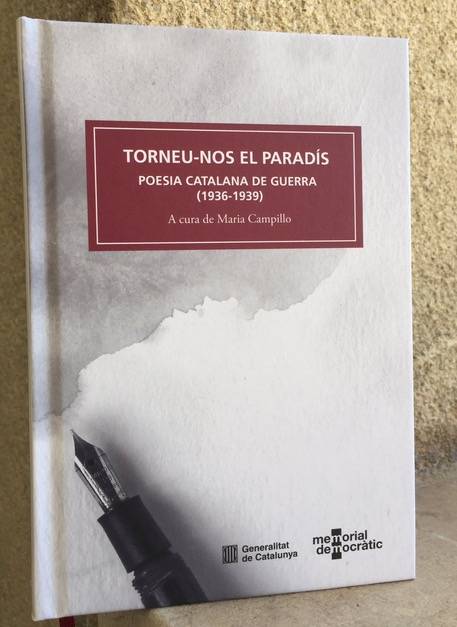 TORNEU-NOS EL PARADÍS
POESIA CATALANA DE GUERRA
(1936-1939)
A cura de Maria Campillo
Generalitat
de Catalunya
memorial
democràtic